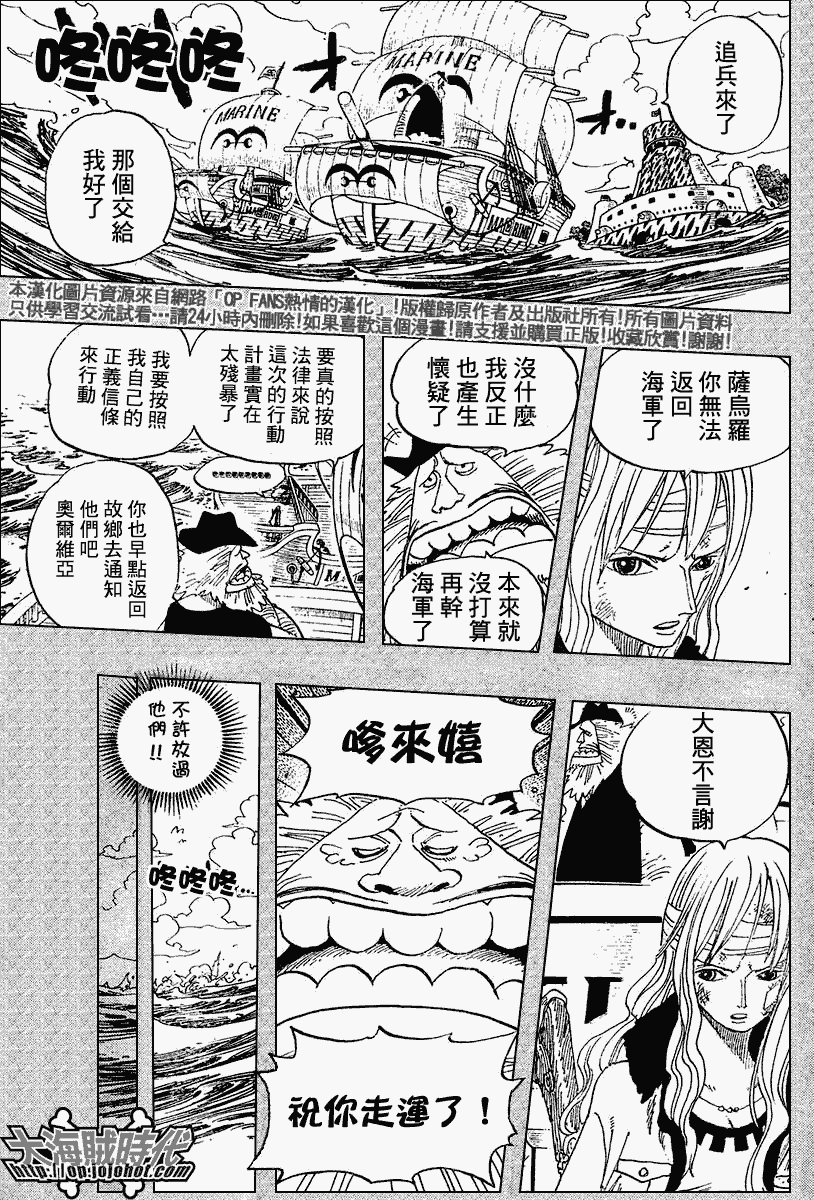 追兵來了
咚咚咚
オ
オ..
MARINE
MARINE
MARINE
那個交給
我好了
本漢化圖片資源來自網路「OP FANS熱情的漢化」!版權歸原作者及出版社所有!所有圖片資料
只供學習交流試看…請24小時內刪除!如果喜歡這個漫畫!請支援並購買正版!收藏欣賞!謝謝!
薩烏羅
你無法
返回
海軍了
沒什麼
我反正
也產生
懷疑了
本來就
沒打算
再幹
海軍了
要真的按照
法律來說
這次的行動
計畫實在
太殘暴了
我要按照
我自己的
正義信條
來行動
你也早點返回
故鄉去通知
他們吧
奧爾維亞
大恩不言謝
嗲來嬉
祝你走運了!
不許放過
他們!!
咚咚咚…
大海賊時代
http://op.jojohot.com